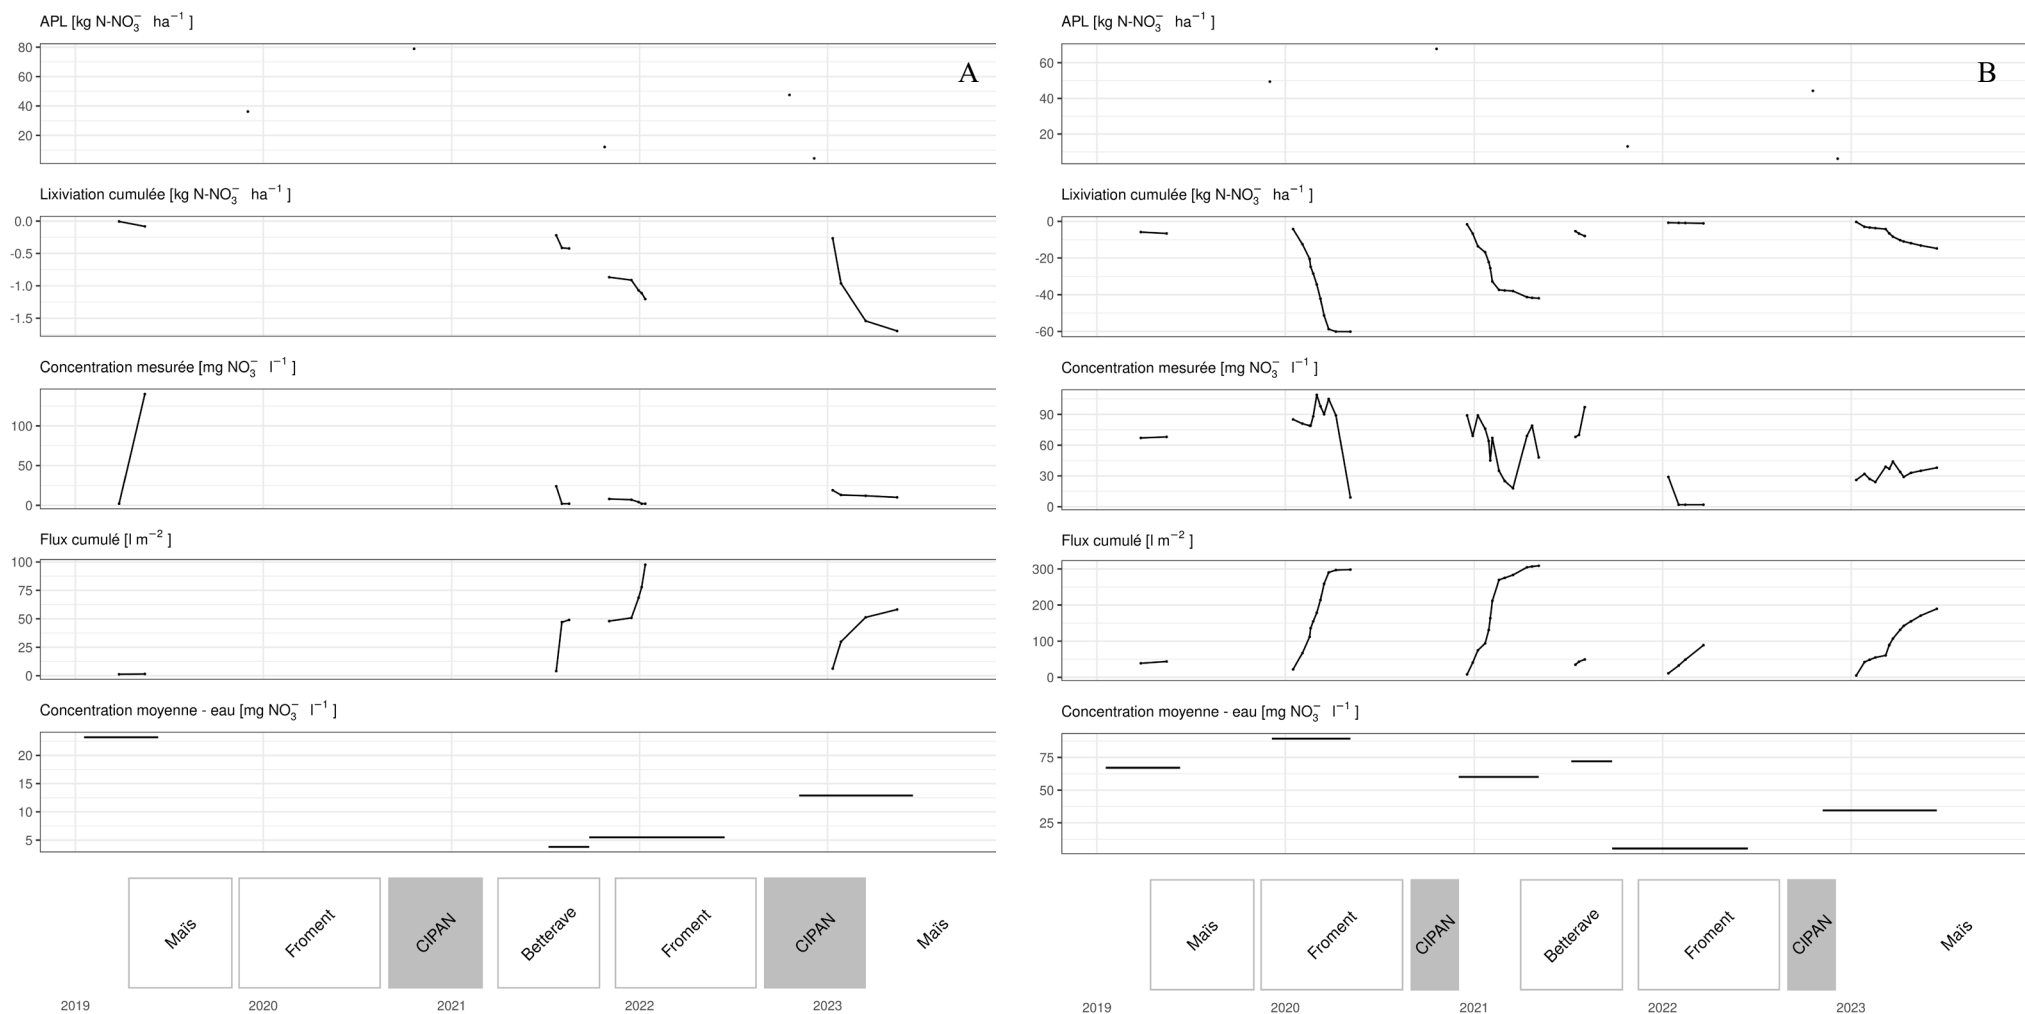 APL [kg N-NO₃⁻ ha⁻¹ ]
80
60
40
20
A
Lixiviation cumulée [kg N-NO₃⁻ ha⁻¹ ]
0.0
-0.5
-1.0
-1.5
Concentration mesurée [mg NO₃⁻ l⁻¹ ]
100
50
0
Flux cumulé [l m⁻² ]
100
75
50
25
0
Concentration moyenne - eau [mg NO₃⁻ l⁻¹ ]
20
15
10
5
Maïs
Froment
CIPAN
Betterave
Froment
CIPAN
Maïs
2019 2020 2021 2022 2023
APL [kg N-NO₃⁻ ha⁻¹ ]
60
40
20
B
Lixiviation cumulée [kg N-NO₃⁻ ha⁻¹ ]
0
-20
-40
-60
Concentration mesurée [mg NO₃⁻ l⁻¹ ]
90
60
30
0
Flux cumulé [l m⁻² ]
300
200
100
0
Concentration moyenne - eau [mg NO₃⁻ l⁻¹ ]
75
50
25
Maïs
Froment
CIPAN
Betterave
Froment
CIPAN
Maïs
2019 2020 2021 2022 2023